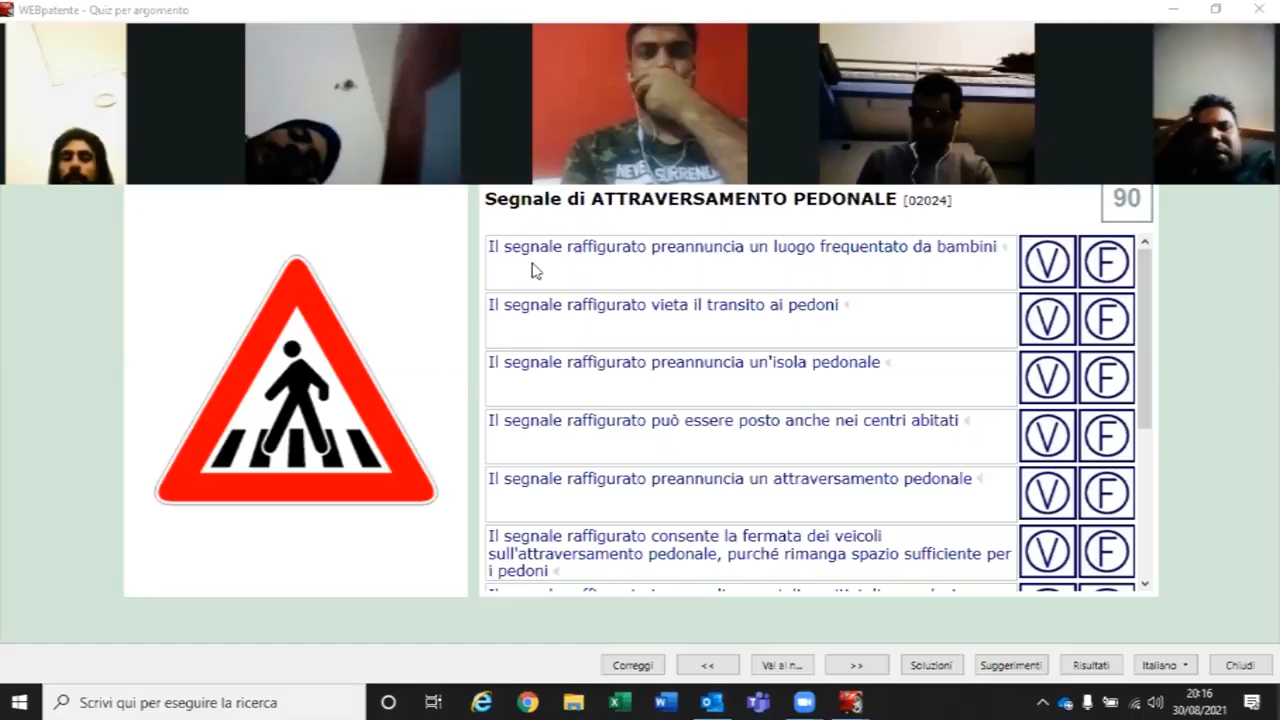 WEBpatente - Quiz per argomento
NEVER SURRENDER
Segnale di ATTRAVERSAMENTO PEDONALE [02024]
90
Il segnale raffigurato preannuncia un luogo frequentato da bambini
V F
Il segnale raffigurato vieta il transito ai pedoni
V F
Il segnale raffigurato preannuncia un'isola pedonale
V F
Il segnale raffigurato può essere posto anche nei centri abitati
V F
Il segnale raffigurato preannuncia un attraversamento pedonale
V F
Il segnale raffigurato consente la fermata dei veicoli
sull'attraversamento pedonale, purché rimanga spazio sufficiente per
i pedoni
V F
Correggi << Vai al n... >> Soluzioni Suggerimenti Risultati Italiano Chiudi
Scrivi qui per eseguire la ricerca
20:16
30/08/2021